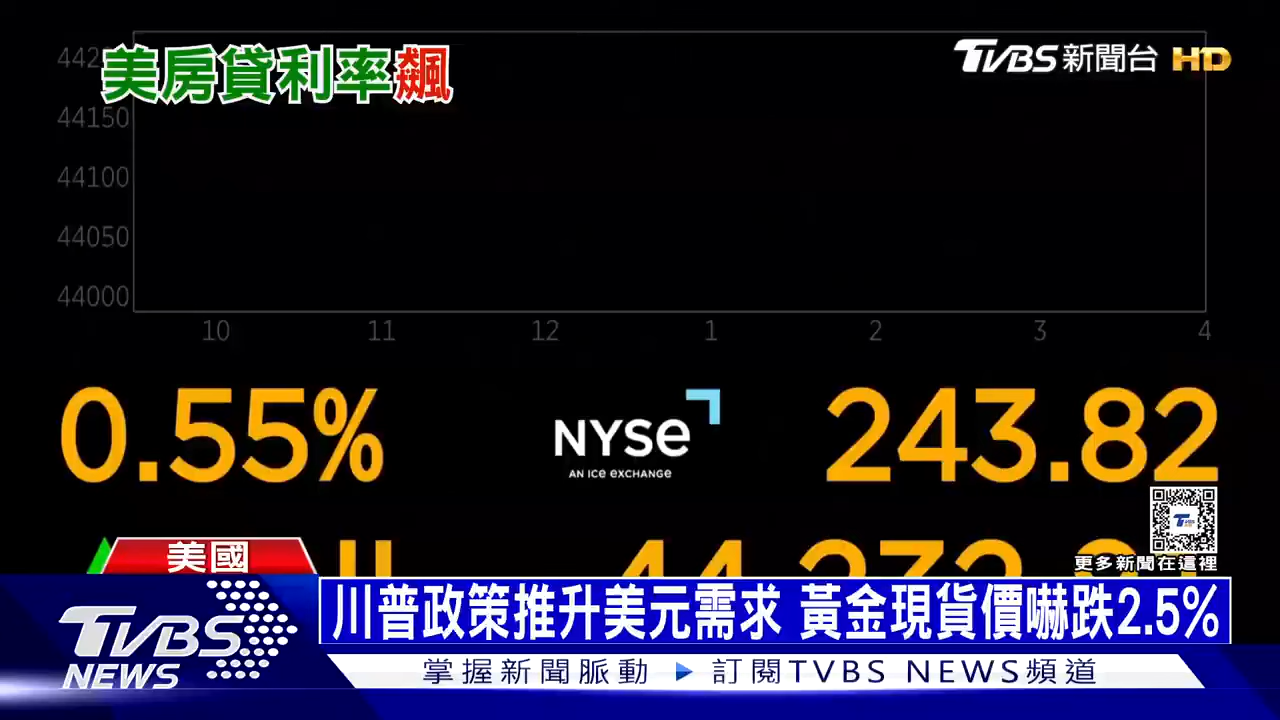 美房貸利率飆
TVBS新聞台 HD
44150
44100
44050
44000
10 11 12 1 2 3 4
0.55%
NYSE
AN ICE EXCHANGE
243.82
更多新聞在這裡
美國
川普政策推升美元需求 黃金現貨價嚇跌2.5%
TVBS NEWS
掌握新聞脈動 訂閱TVBS NEWS頻道